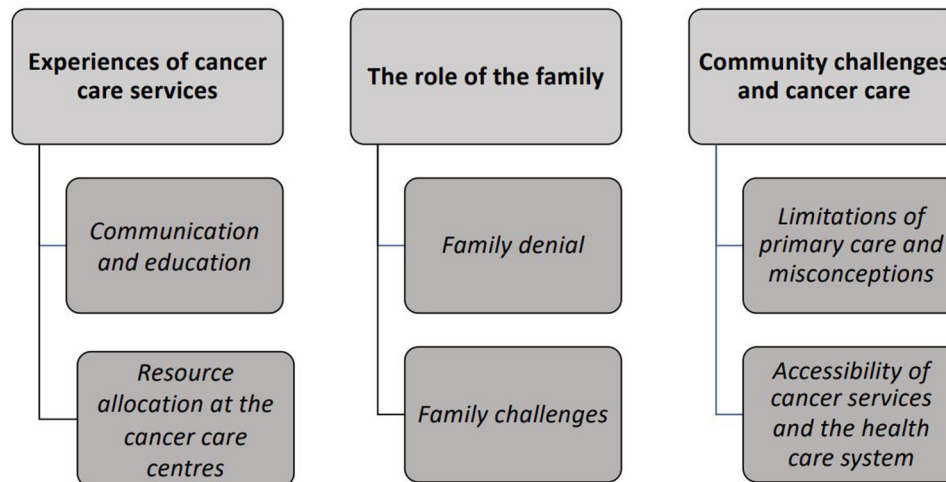 Experiences of cancer
care services
Communication
and education
Resource
allocation at the
cancer care
centres
The role of the family
Family denial
Family challenges
Community challenges
and cancer care
Limitations of
primary care and
misconceptions
Accessibility of
cancer services
and the health
care system